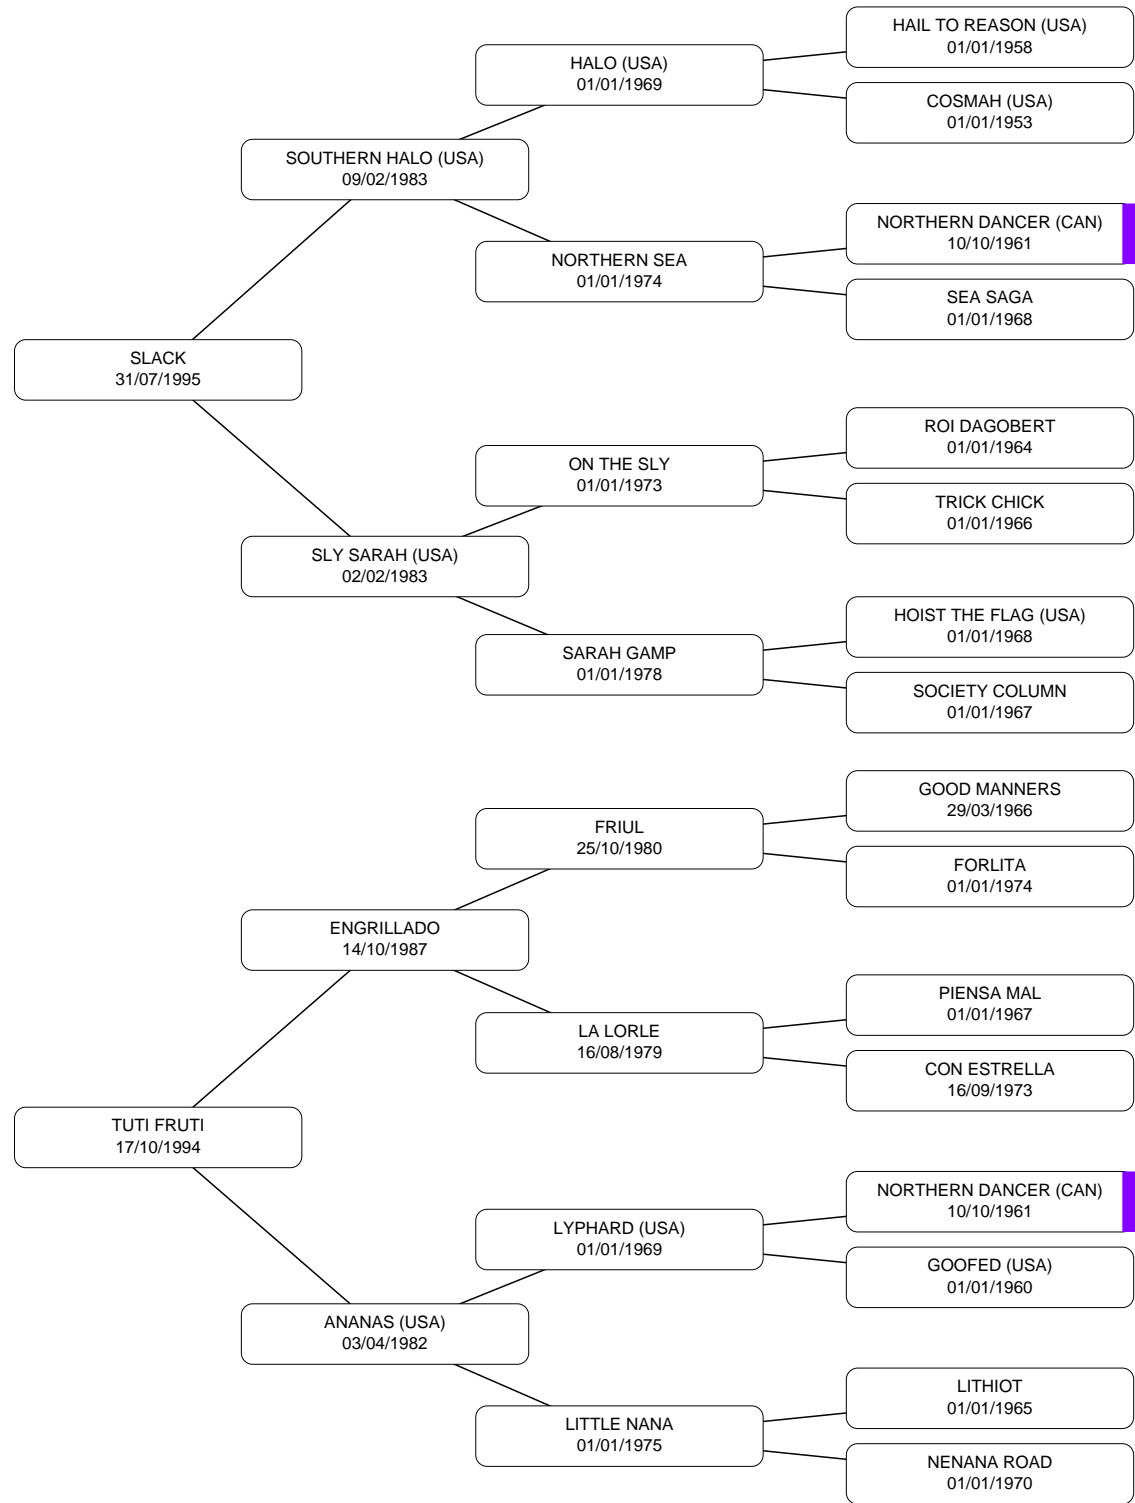 HAIL TO REASON (USA)
01/01/1958
HALO (USA)
01/01/1969
COSMAH (USA)
01/01/1953
SOUTHERN HALO (USA)
09/02/1983
NORTHERN DANCER (CAN)
10/10/1961
NORTHERN SEA
01/01/1974
SEA SAGA
01/01/1968
SLACK
31/07/1995
ROI DAGOBERT
01/01/1964
ON THE SLY
01/01/1973
TRICK CHICK
01/01/1966
SLY SARAH (USA)
02/02/1983
HOIST THE FLAG (USA)
01/01/1968
SARAH GAMP
01/01/1978
SOCIETY COLUMN
01/01/1967
GOOD MANNERS
29/03/1966
FRIUL
25/10/1980
FORLITA
01/01/1974
ENGRILLADO
14/10/1987
PIENSA MAL
01/01/1967
LA LORLE
16/08/1979
CON ESTRELLA
16/09/1973
TUTI FRUTI
17/10/1994
NORTHERN DANCER (CAN)
10/10/1961
LYPHARD (USA)
01/01/1969
GOOFED (USA)
01/01/1960
ANANAS (USA)
03/04/1982
LITHIOT
01/01/1965
LITTLE NANA
01/01/1975
NENANA ROAD
01/01/1970